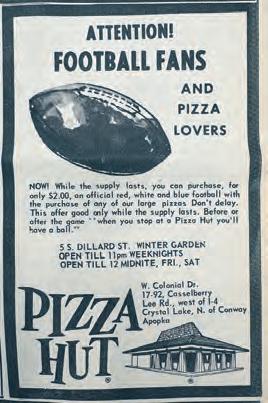 ATTENTION!
FOOTBALL FANS
AND
PIZZA
LOVERS
NOW! While the supply lasts, you can purchase, for
only $2.00, an official red, white and blue football with
the purchase of any of our large pizzas Don't delay.
This offer good only while the supply lasts. Before or
after the game ''when you stop at a Pizza Hut you'll
have a ball."
5 S. DILLARD ST. WINTER GARDEN
OPEN TILL 11pm WEEKNIGHTS
OPEN TILL 12 MIDNITE, FRI., SAT
W. Colonial Dr.
17-92, Casselberry
Lee Rd., west of I-4
Crystal Lake, N. of Conway
Apopka
PIZZA
HUT
®
®